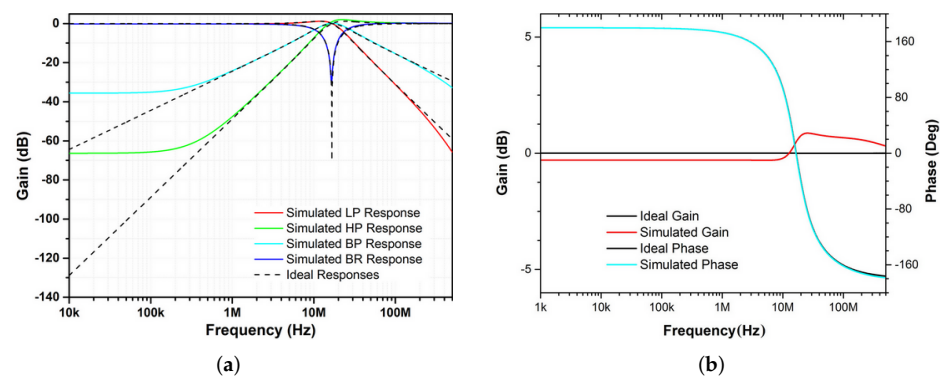 0
-20
-40
-60
-80
-100
-120
-140
Gain (dB)
Simulated LP Response
Simulated HP Response
Simulated BP Response
Simulated BR Response
Ideal Responses
10k
100k
1M
10M
100M
Frequency (Hz)
(a)
5
0
-5
Gain (dB)
Ideal Gain
Simulated Gain
Ideal Phase
Simulated Phase
160
80
0
-80
-160
Phase (Deg)
1k
10k
100k
1M
10M
100M
Frequency(Hz)
(b)